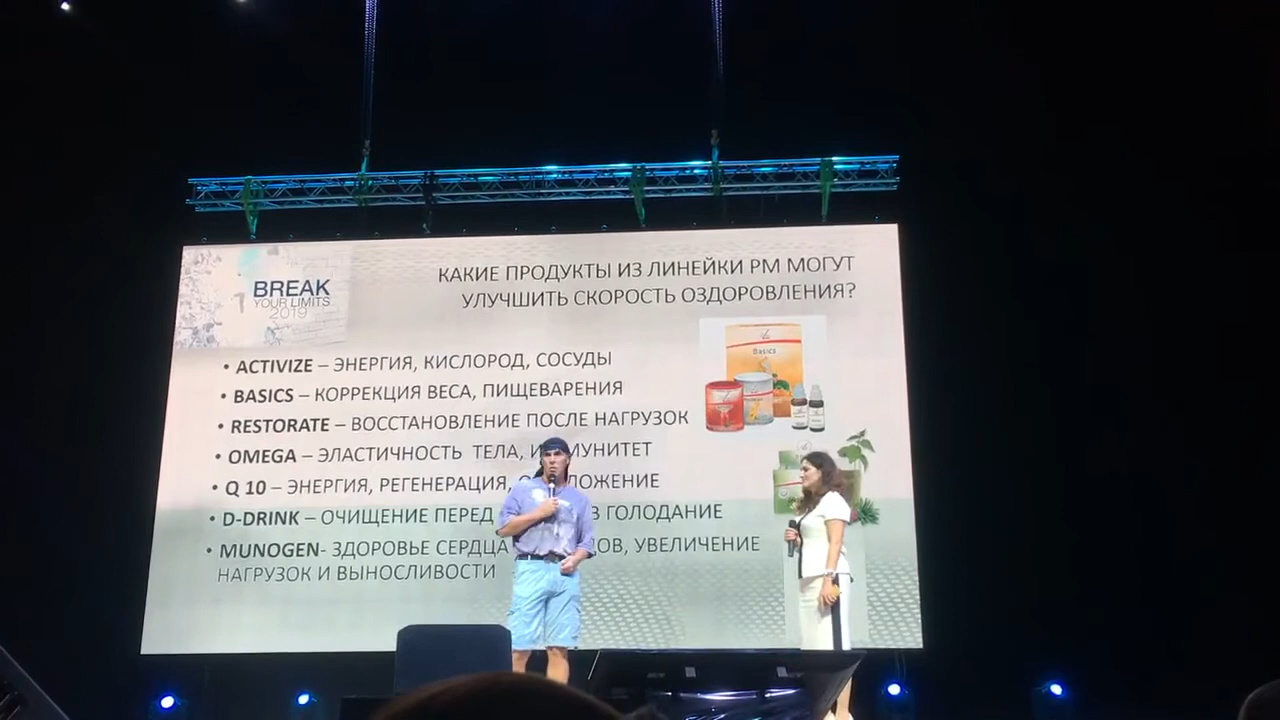 BREAK
YOUR LIMITS
2019
КАКИЕ ПРОДУКТЫ ИЗ ЛИНЕЙКИ PM МОГУТ
УЛУЧШИТЬ СКОРОСТЬ ОЗДОРОВЛЕНИЯ?
Basics
• ACTIVIZE – ЭНЕРГИЯ, КИСЛОРОД, СОСУДЫ
• BASICS – КОРРЕКЦИЯ ВЕСА, ПИЩЕВАРЕНИЯ
• RESTORATE – ВОССТАНОВЛЕНИЕ ПОСЛЕ НАГРУЗОК
• OMEGA – ЭЛАСТИЧНОСТЬ ТЕЛА,
• Q 10 – ЭНЕРГИЯ, РЕГЕНЕРАЦИЯ,
• D-DRINK – ОЧИЩЕНИЕ ПЕРЕД ГОЛОДАНИЕ
• MUNOGEN- ЗДОРОВЬЕ СЕРДЦА УВЕЛИЧЕНИЕ
НАГРУЗОК И ВЫНОСЛИВОСТИ